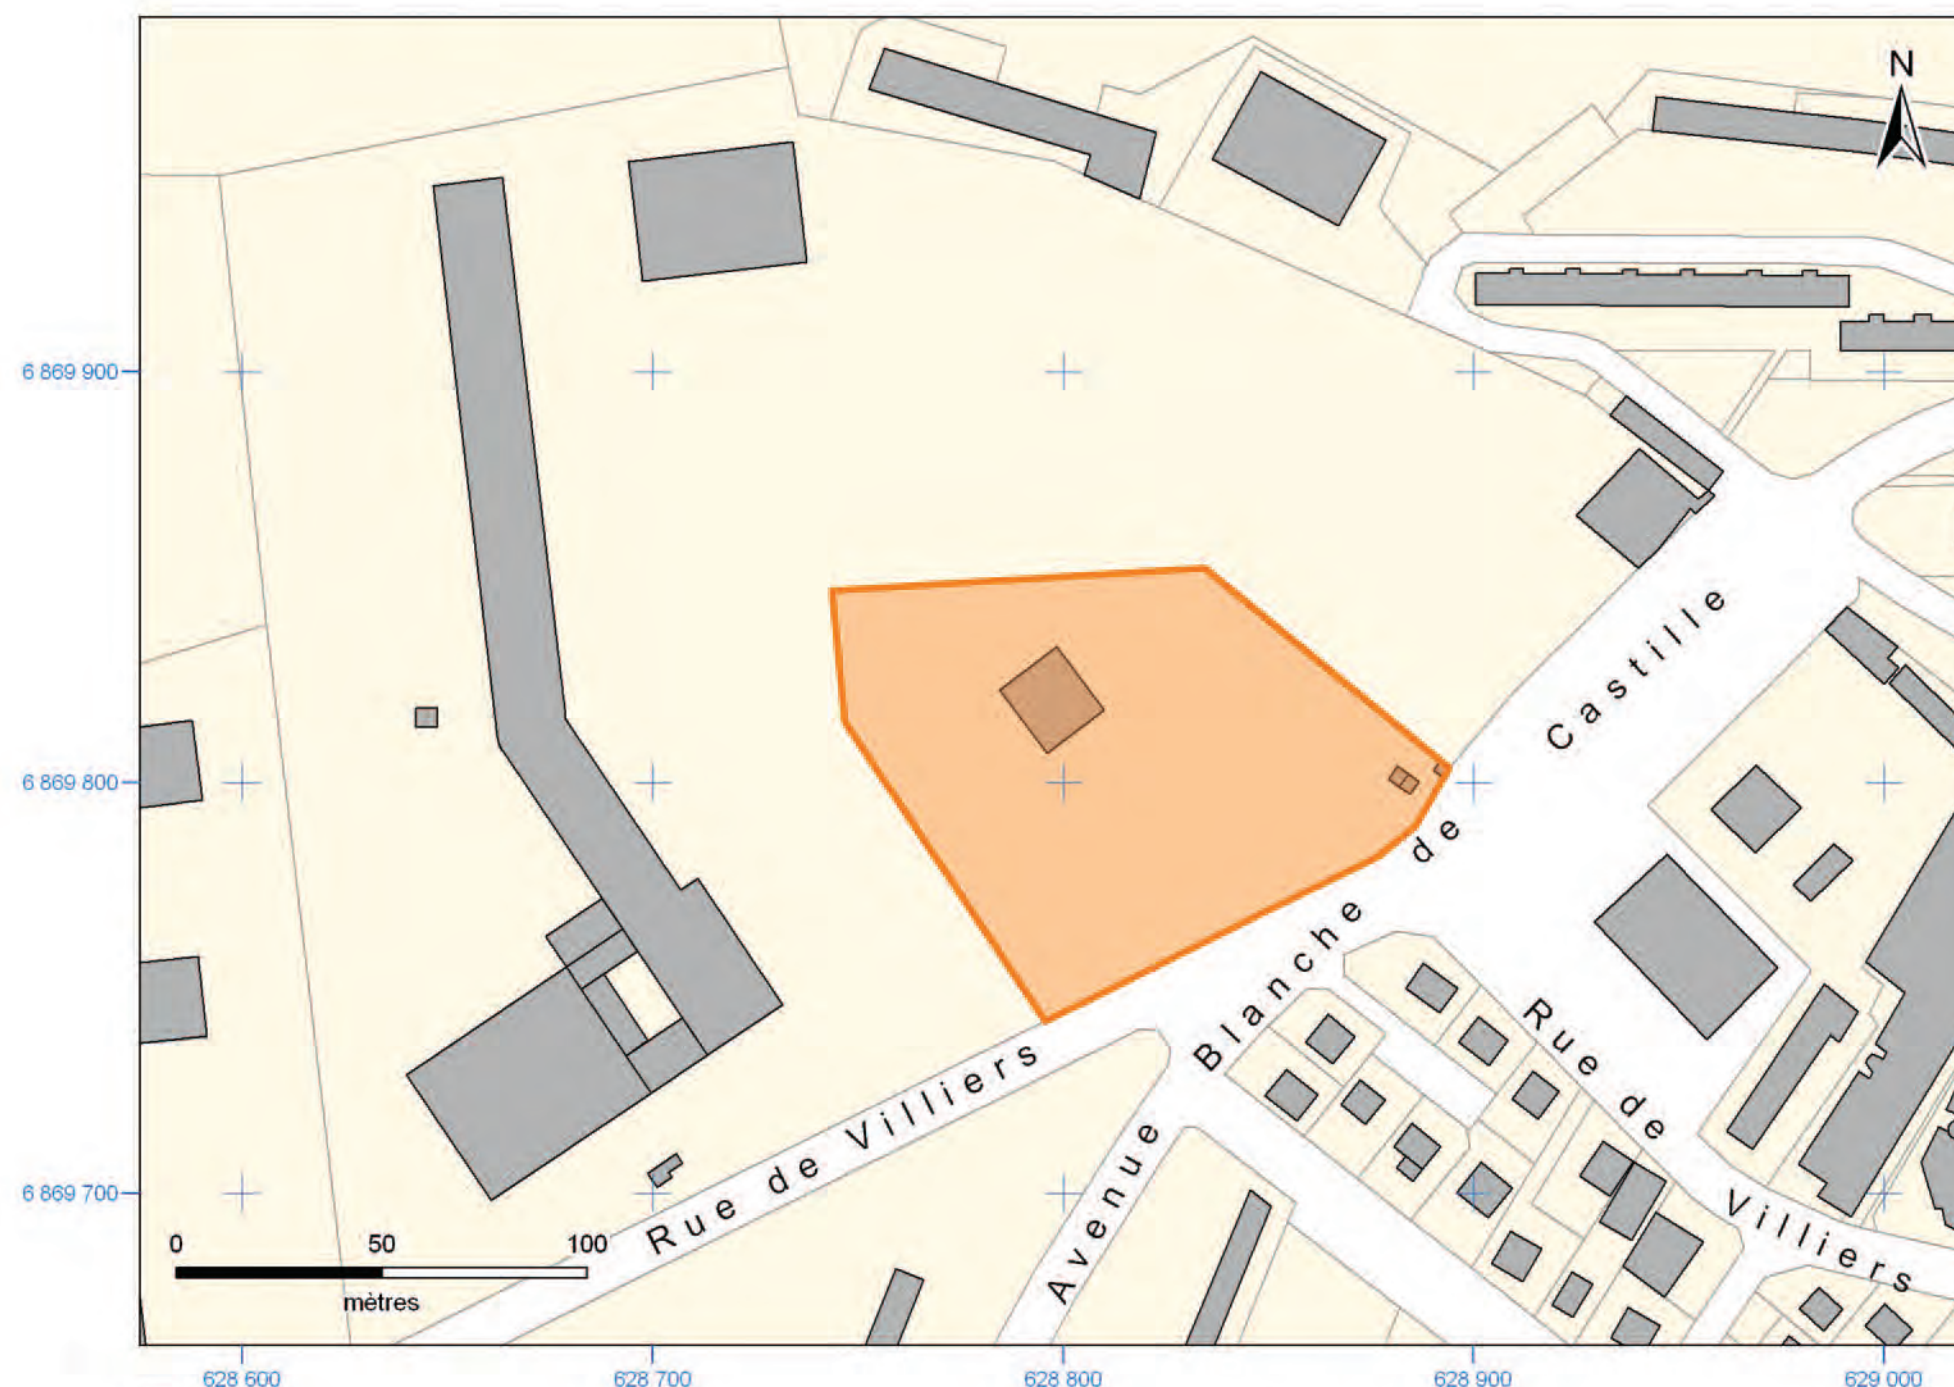 N
6 869 900
Castille
6 869 800
de
Blanche
Rue de
Rue de Villiers
Avenue
6 869 700
Villiers
0 50 100
mètres
628 600 628 700 628 800 628 900 629 000